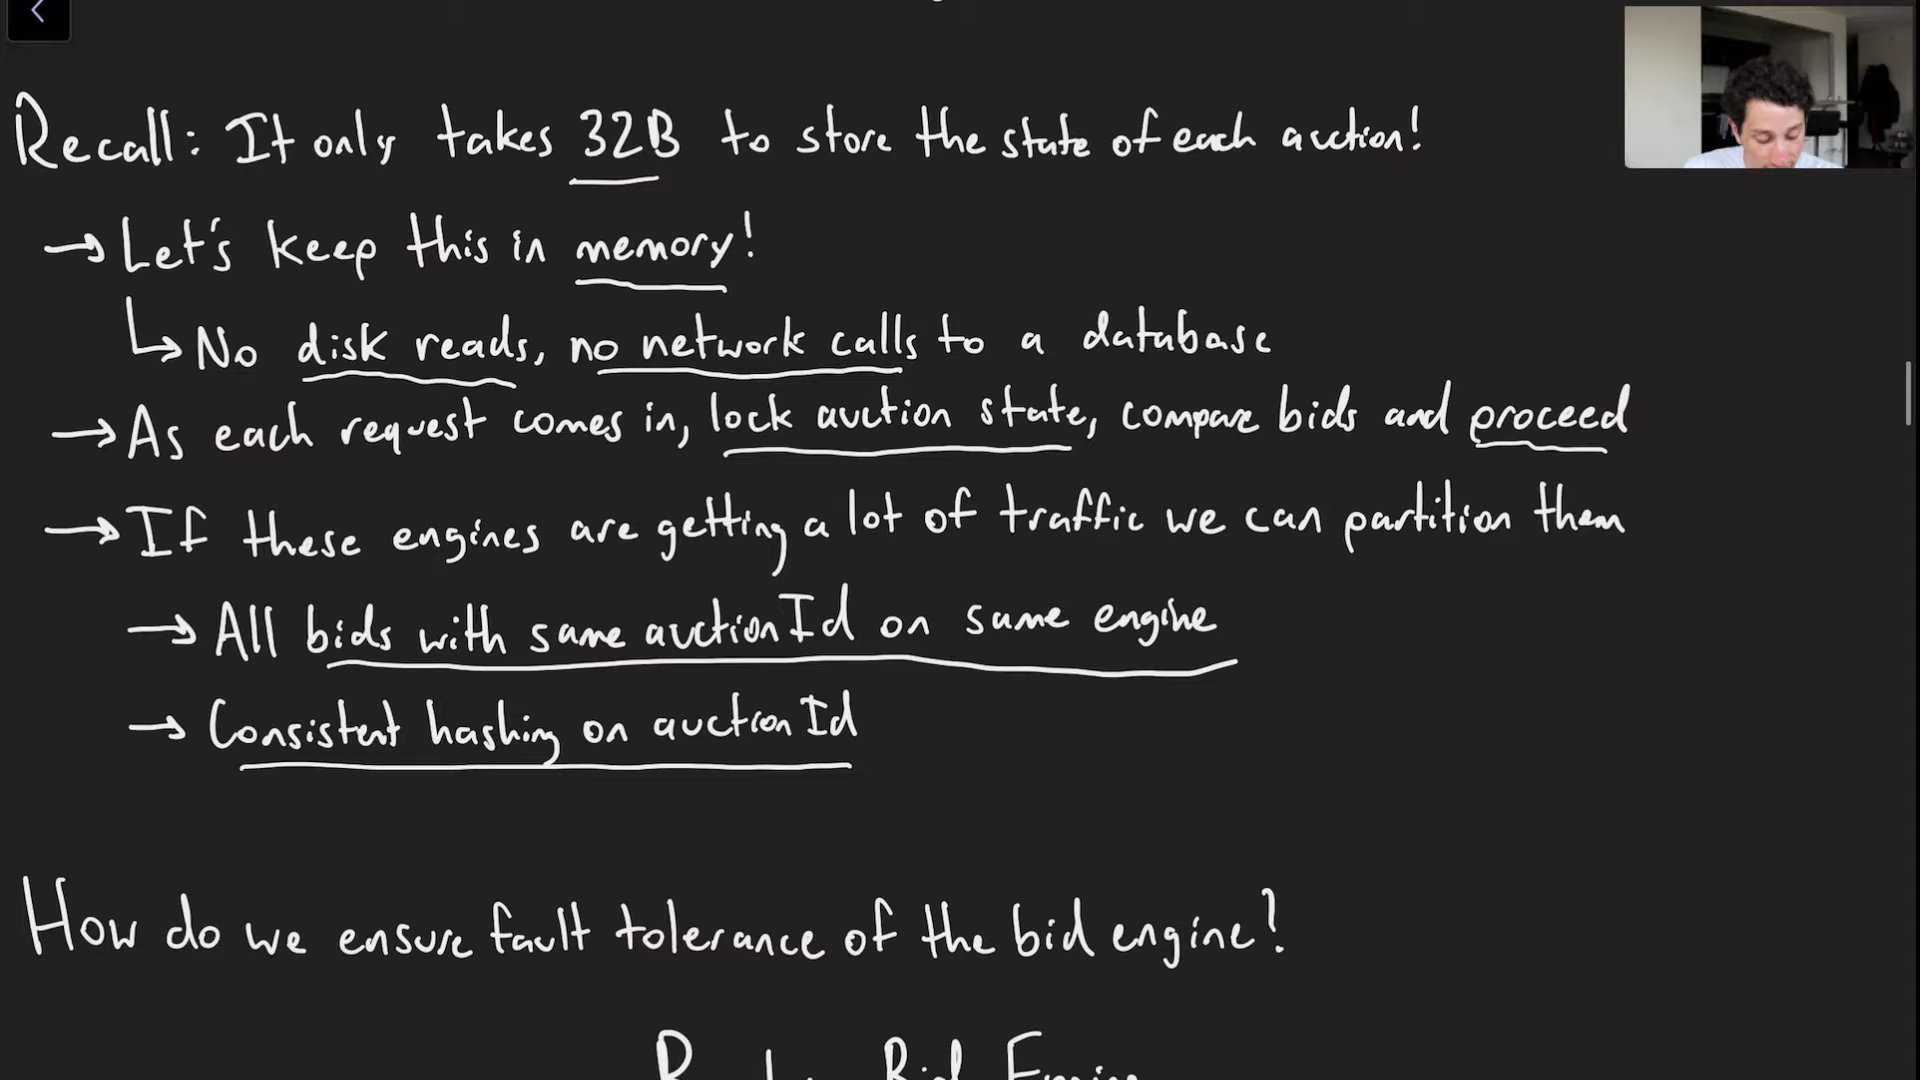 Recall: It only takes 32B to store the state of each auction!
→ Let's keep this in memory!
↳ No disk reads, no network calls to a database
→ As each request comes in, lock auction state, compare bids and proceed
→ If these engines are getting a lot of traffic we can partition them
→ All bids with same auctionId on same engine
→ Consistent hashing on auctionId
How do we ensure fault tolerance of the bid engine?
Bid Engine